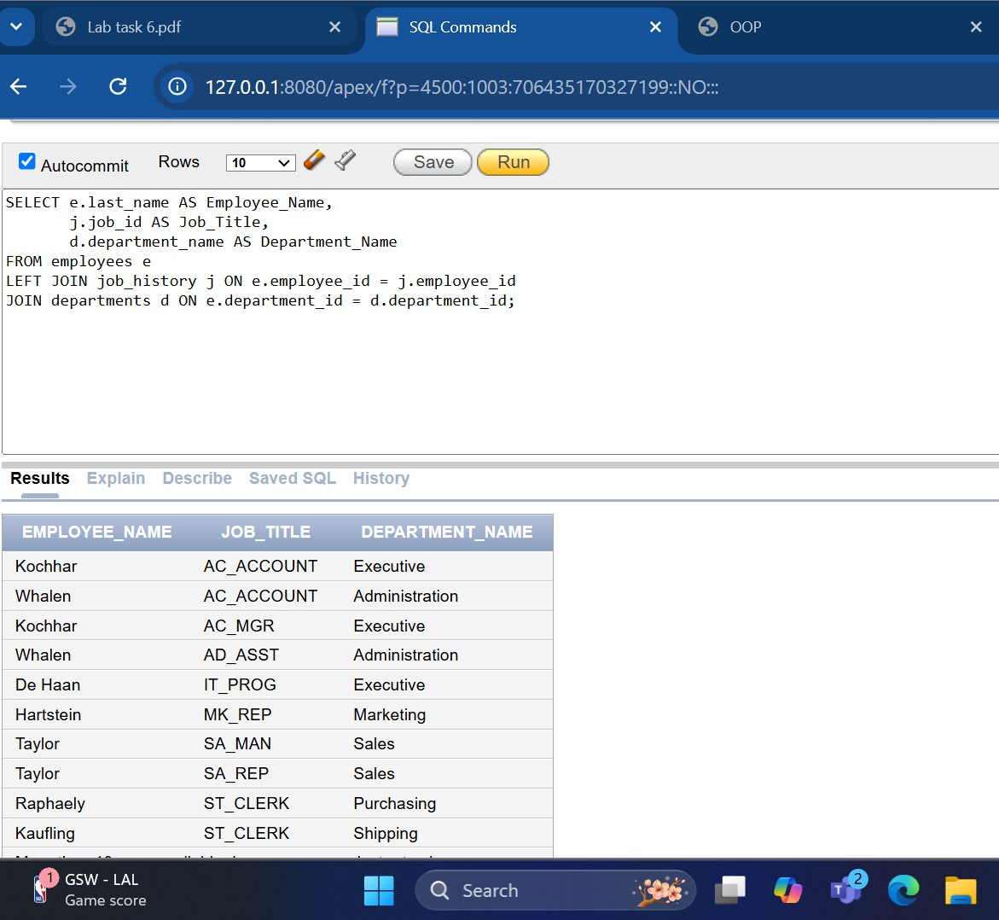 Lab task 6.pdf
SQL Commands
OOP
127.0.0.1:8080/apex/f?p=4500:1003:706435170327199::NO:::
Autocommit Rows 10 Save Run
SELECT e.last_name AS Employee_Name,
j.job_id AS Job_Title,
d.department_name AS Department_Name
FROM employees e
LEFT JOIN job_history j ON e.employee_id = j.employee_id
JOIN departments d ON e.department_id = d.department_id;
Results Explain Describe Saved SQL History
EMPLOYEE_NAME JOB_TITLE DEPARTMENT_NAME
Kochhar AC_ACCOUNT Executive
Whalen AC_ACCOUNT Administration
Kochhar AC_MGR Executive
Whalen AD_ASST Administration
De Haan IT_PROG Executive
Hartstein MK_REP Marketing
Taylor SA_MAN Sales
Taylor SA_REP Sales
Raphaely ST_CLERK Purchasing
Kaufling ST_CLERK Shipping
1
GSW - LAL
Game score
Search
2